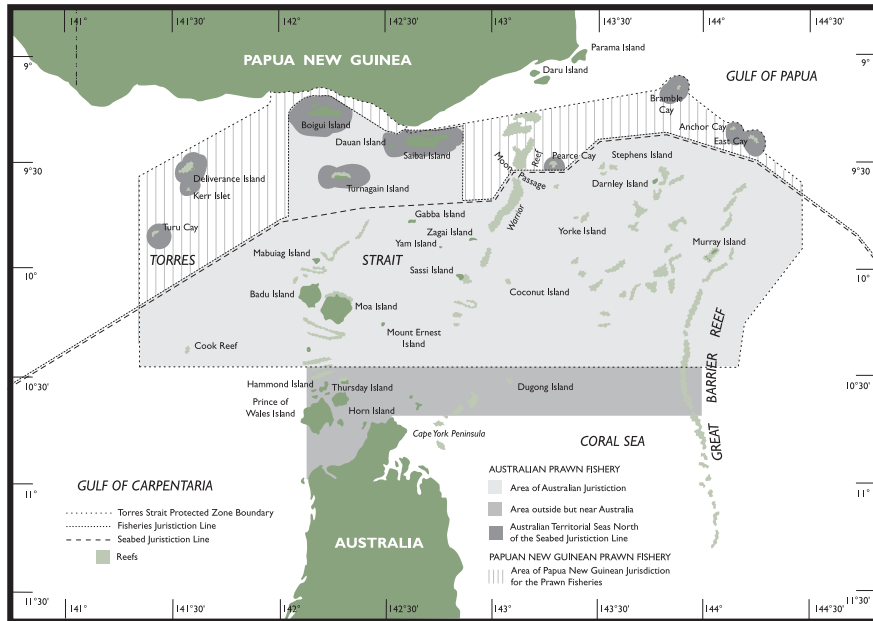 141°
141.5°
142°
142.5°
143°
143.5°
144°
144.5°
PAPUA NEW GUINEA
Parama Island
Daru Island
GULF OF PAPUA
9°
9°
Bramble
Cay
Boigui Island
Anchor Cay
East Cay
Dauan Island
Saibai Island
Moon Passage
Reef
Warrior
Pearce Cay
Stephens Island
9.50°
9.50°
Deliverance Island
Kerr Islet
Turnagain Island
Darnley Island
Turu Cay
Gabba Island
Zagai Island
Yam Island
Yorke Island
Murray Island
TORRES
STRAIT
Mabuiag Island
Sassi Island
10°
10°
Badu Island
Moa Island
Coconut Island
Mount Ernest
Island
Cook Reef
GREAT BARRIER REEF
10°30'
10°30'
Hammond Island
Thursday Island
Dugong Island
Prince of
Wales Island
Horn Island
Cape York Peninsula
CORAL SEA
GULF OF CARPENTARIA
11°
11°
Torres Strait Protected Zone Boundary
Fisheries Juristiction Line
Seabed Juristiction Line
Reefs
AUSTRALIA
AUSTRALIAN PRAWN FISHERY
Area of Australian Juristiction
Area outside but near Australia
Australian Territorial Seas North
of the Seabed Juristiction Line
PAPUAN NEW GUINEAN PRAWN FISHERY
Area of Papua New Guinean Jurisdiction
for the Prawn Fisheries
11°30'
11°30'
141°
141.5°
142°
142°30'
143°
143°30'
144°
144°30'